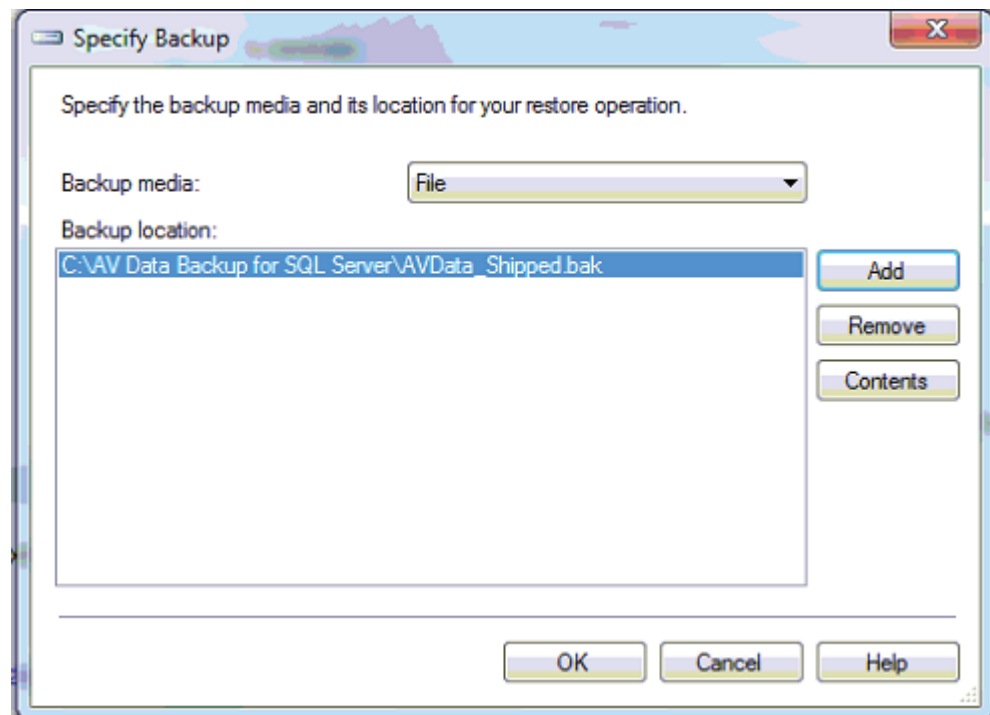 Specify Backup
Specify the backup media and its location for your restore operation.
Backup media:
File
Backup location:
C:\AV Data Backup for SQL Server\AVData_Shipped.bak
Add
Remove
Contents
OK
Cancel
Help